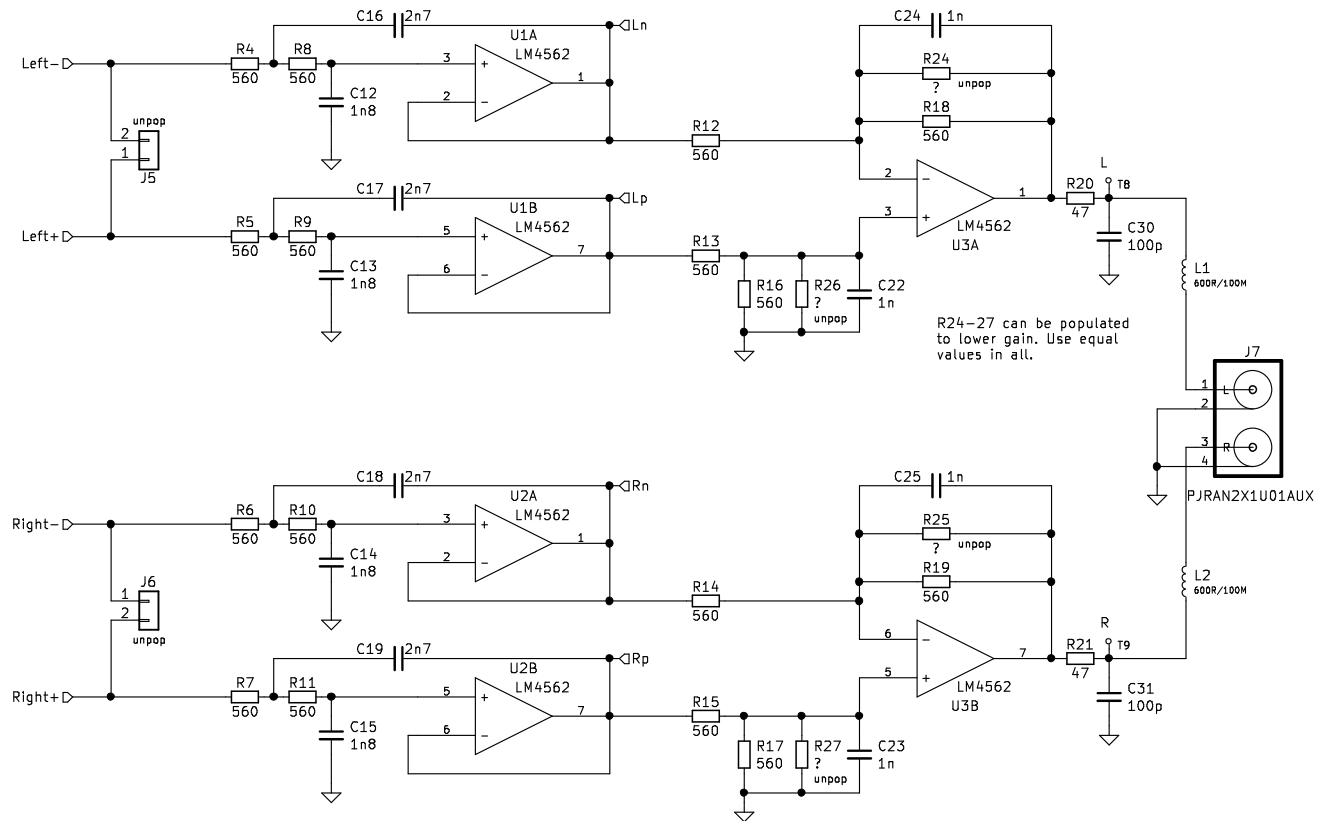 C16
2n7
Ln
U1A
LM4562
Left-
R4
560
R8
560
3
+
2
−
1
C12
1n8
unpop
2
1
J5
C17
2n7
Lp
U1B
LM4562
Left+
R5
560
R9
560
5
+
6
−
7
C13
1n8
R12
560
R13
560
C24
1n
R24
?
unpop
R18
560
2
−
3
+
1
LM4562
U3A
R16
560
R26
?
unpop
C22
1n
R20
47
L
T8
C30
100p
L1
600R/100M
R24-27 can be populated
to lower gain. Use equal
values in all.
J7
1
L
2
3
R
4
PJRAN2X1U01AUX
C18
2n7
Rn
U2A
LM4562
Right-
R6
560
R10
560
3
+
2
−
1
C14
1n8
J6
1
2
unpop
C19
2n7
Rp
U2B
LM4562
Right+
R7
560
R11
560
5
+
6
−
7
C15
1n8
R14
560
R15
560
C25
1n
R25
?
unpop
R19
560
6
−
5
+
7
LM4562
U3B
R17
560
R27
?
unpop
C23
1n
R21
47
R
T9
C31
100p
L2
600R/100M